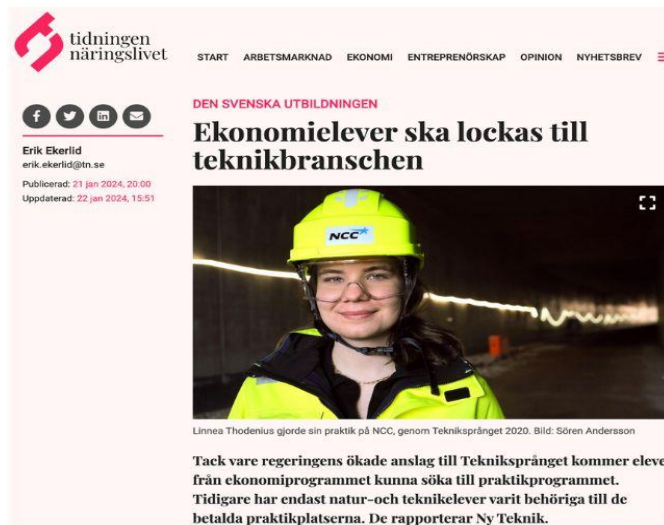 tidningen
näringslivet
START ARBETSMARKNAD EKONOMI ENTREPRENÖRSKAP OPINION NYHETSBREV
Erik Ekerlid
erik.ekerlid@tn.se
Publicerad: 21 jan 2024, 20:00
Uppdaterad: 22 jan 2024, 15:51
DEN SVENSKA UTBILDNINGEN
Ekonomielever ska lockas till
teknikbranschen
NCC
Linnea Thodenius gjorde sin praktik på NCC, genom Tekniksprånget 2020. Bild: Sören Andersson
Tack vare regeringens ökade anslag till Tekniksprånget kommer eleve
från ekonomiprogrammet kunna söka till praktikprogrammet.
Tidigare har endast natur-och teknikelever varit behöriga till de
betalda praktikplatserna. De rapporterar Ny Teknik.